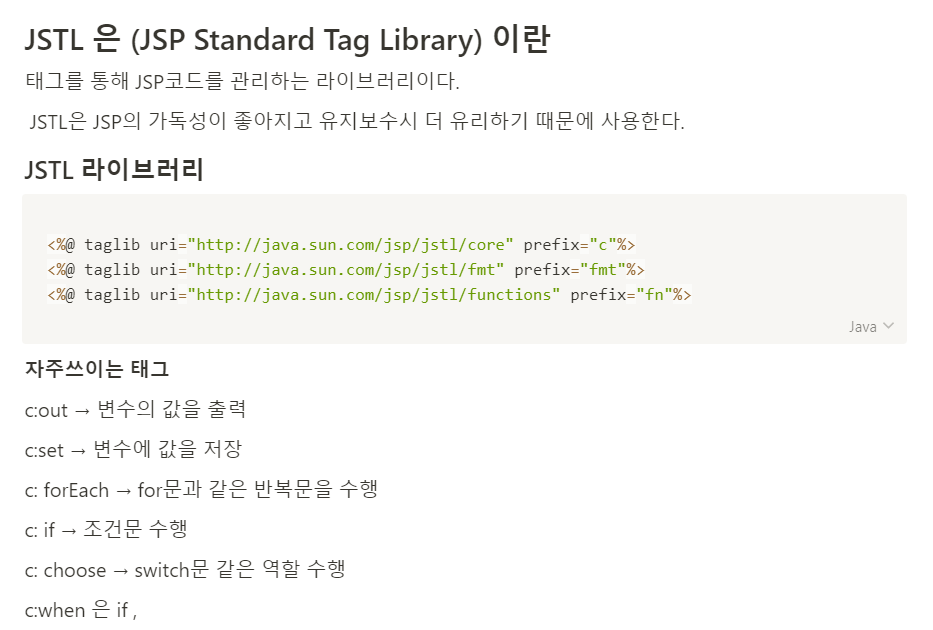 JSTL 은 (JSP Standard Tag Library) 이란
태그를 통해 JSP코드를 관리하는 라이브러리이다.
JSTL은 JSP의 가독성이 좋아지고 유지보수시 더 유리하기 때문에 사용한다.
JSTL 라이브러리
<%@ taglib uri="http://java.sun.com/jsp/jstl/core" prefix="c"%>
<%@ taglib uri="http://java.sun.com/jsp/jstl/fmt" prefix="fmt"%>
<%@ taglib uri="http://java.sun.com/jsp/jstl/functions" prefix="fn"%>
Java
자주쓰이는 태그
c:out → 변수의 값을 출력
c:set → 변수에 값을 저장
c: forEach → for문과 같은 반복문을 수행
c: if → 조건문 수행
c: choose → switch문 같은 역할 수행
c:when 은 if ,